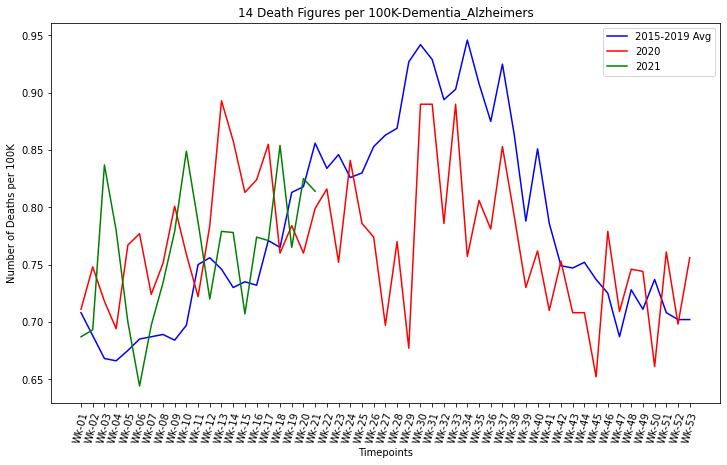 14 Death Figures per 100K-Dementia_Alzheimers
2015-2019 Avg
2020
2021
Number of Deaths per 100K
0.95
0.90
0.85
0.80
0.75
0.70
0.65
Wk-01
Wk-02
Wk-03
Wk-04
Wk-05
Wk-06
Wk-07
Wk-08
Wk-09
Wk-10
Wk-11
Wk-12
Wk-13
Wk-14
Wk-15
Wk-16
Wk-17
Wk-18
Wk-19
Wk-20
Wk-21
Wk-22
Wk-23
Wk-24
Wk-25
Wk-26
Wk-27
Wk-28
Wk-29
Wk-30
Wk-31
Wk-32
Wk-33
Wk-34
Wk-35
Wk-36
Wk-37
Wk-38
Wk-39
Wk-40
Wk-41
Wk-42
Wk-43
Wk-44
Wk-45
Wk-46
Wk-47
Wk-48
Wk-49
Wk-50
Wk-51
Wk-52
Wk-53
Timepoints